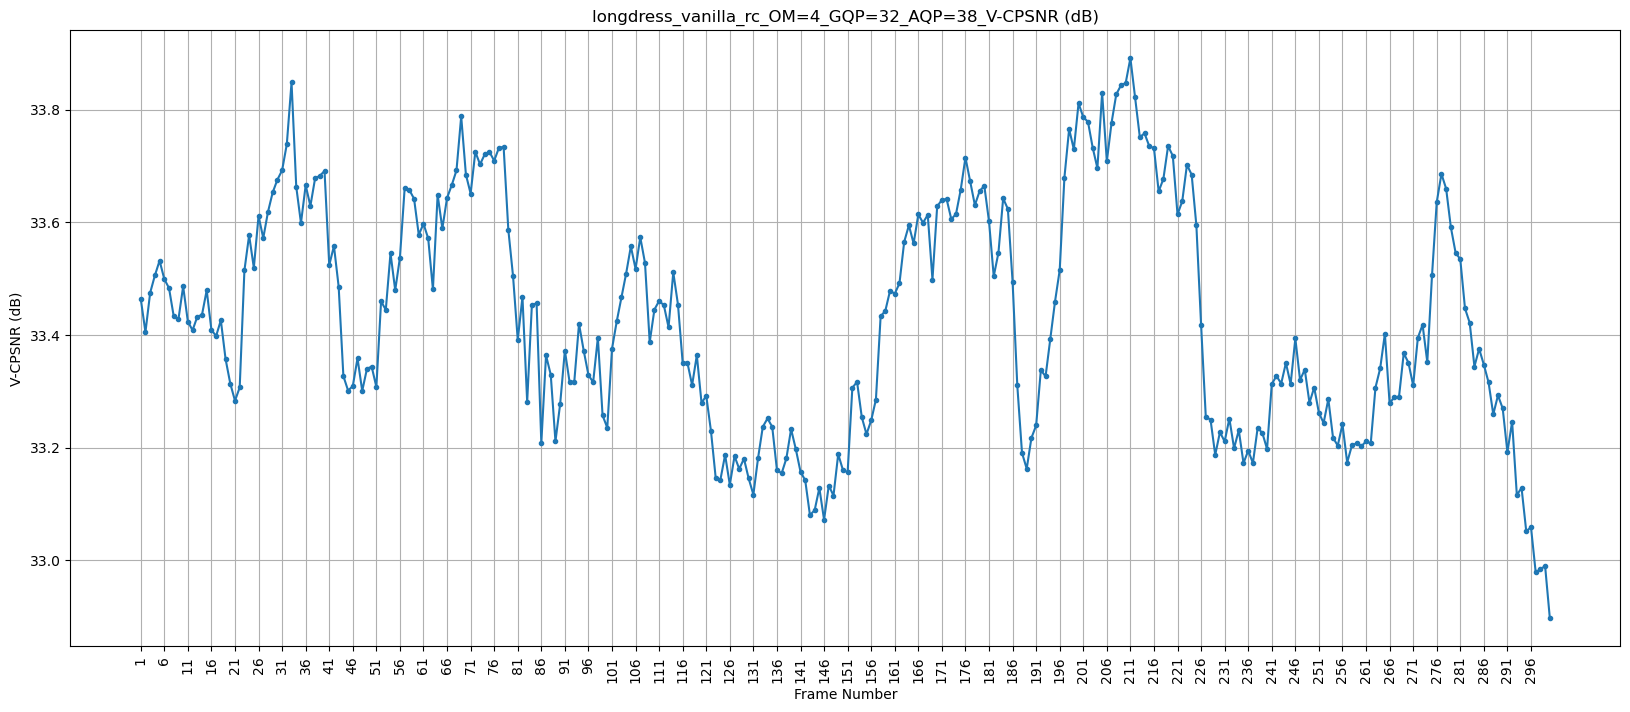 longdress_vanilla_rc_OM=4_GQP=32_AQP=38_V-CPSNR (dB)
V-CPSNR (dB)
33.8
33.6
33.4
33.2
33.0
1 6 11 16 21 26 31 36 41 46 51 56 61 66 71 76 81 86 91 96 101 106 111 116 121 126 131 136 141 146 151 156 161 166 171 176 181 186 191 196 201 206 211 216 221 226 231 236 241 246 251 256 261 266 271 276 281 286 291 296
Frame Number